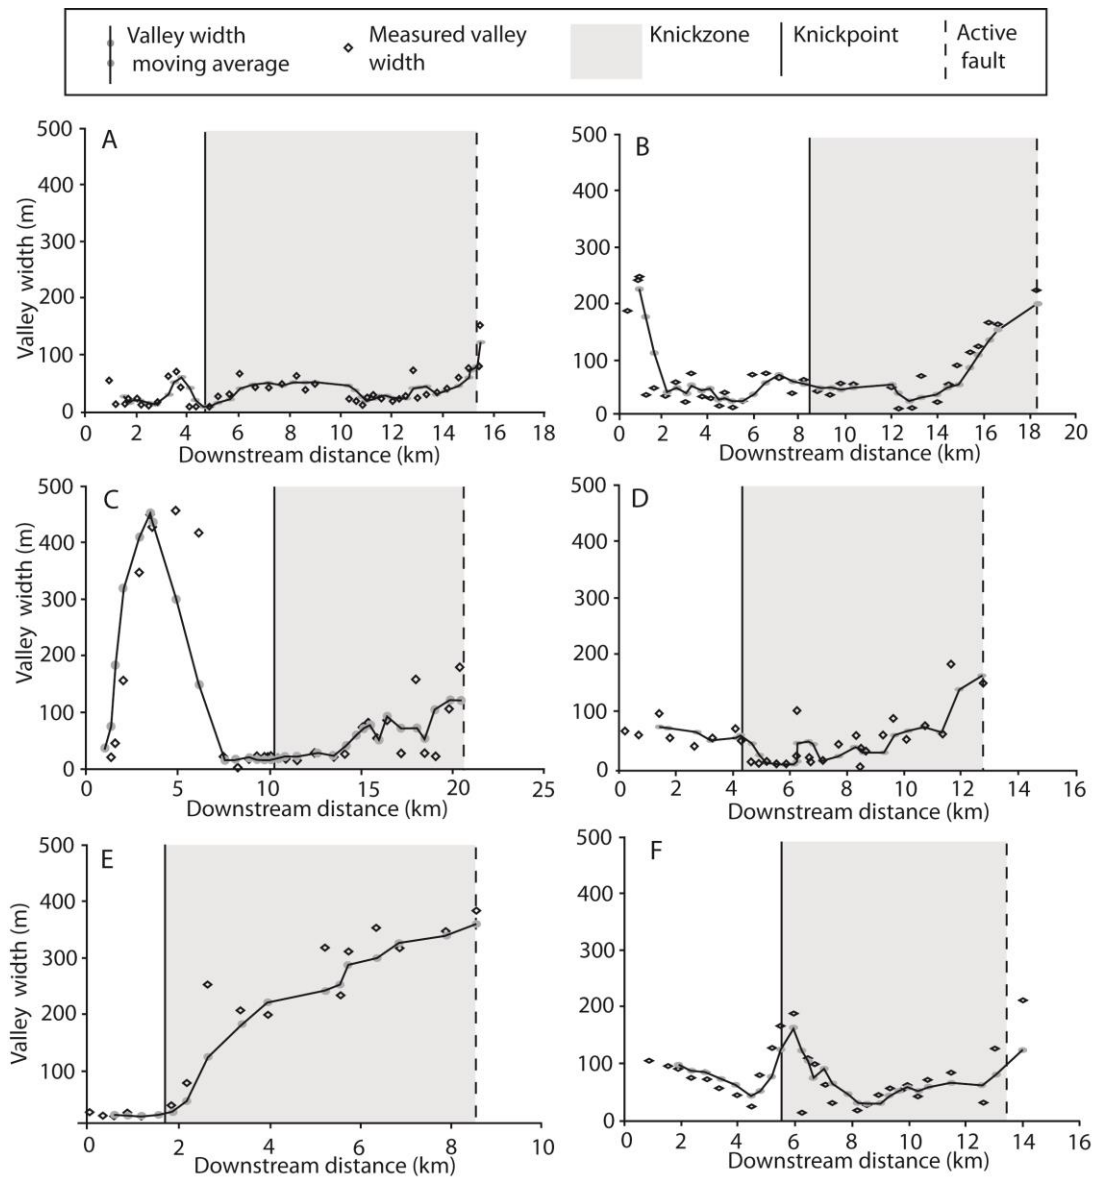 Valley width
moving average
Measured valley
width
Knickzone
Knickpoint
Active
fault
A
500
400
300
200
100
0
Valley width (m)
0 2 4 6 8 10 12 14 16 18
Downstream distance (km)
B
500
400
300
200
100
0
0 2 4 6 8 10 12 14 16 18 20
Downstream distance (km)
C
500
400
300
200
100
0
Valley width (m)
0 5 10 15 20 25
Downstream distance (km)
D
500
400
300
200
100
0
0 2 4 6 8 10 12 14 16
Downstream distance (km)
E
500
400
300
200
100
Valley width (m)
0 2 4 6 8 10
Downstream distance (km)
F
500
400
300
200
100
0
0 2 4 6 8 10 12 14 16
Downstream distance (km)